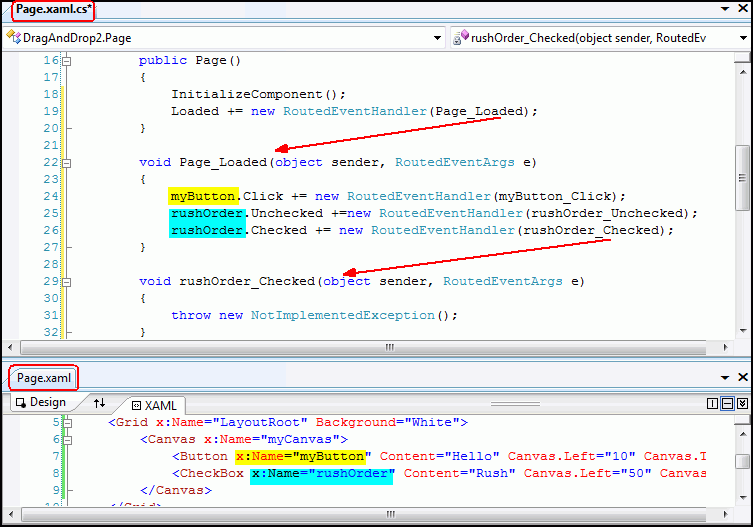 Page.xaml.cs*
DragAndDrop2.Page
rushOrder_Checked(object sender, RoutedEv
16 public Page()
17 {
18 InitializeComponent();
19 Loaded += new RoutedEventHandler(Page_Loaded);
20 }
21
22 void Page_Loaded(object sender, RoutedEventArgs e)
23 {
24 myButton.Click += new RoutedEventHandler(myButton_Click);
25 rushOrder.Unchecked +=new RoutedEventHandler(rushOrder_Unchecked);
26 rushOrder.Checked += new RoutedEventHandler(rushOrder_Checked);
27 }
28
29 void rushOrder_Checked(object sender, RoutedEventArgs e)
30 {
31 throw new NotImplementedException();
32 }
Page.xaml
Design
XAML
5 <Grid x:Name="LayoutRoot" Background="White">
6 <Canvas x:Name="myCanvas">
7 <Button x:Name="myButton" Content="Hello" Canvas.Left="10" Canvas.T
8 <CheckBox x:Name="rushOrder" Content="Rush" Canvas.Left="50" Canvas
9 </Canvas>
10 </Grid>